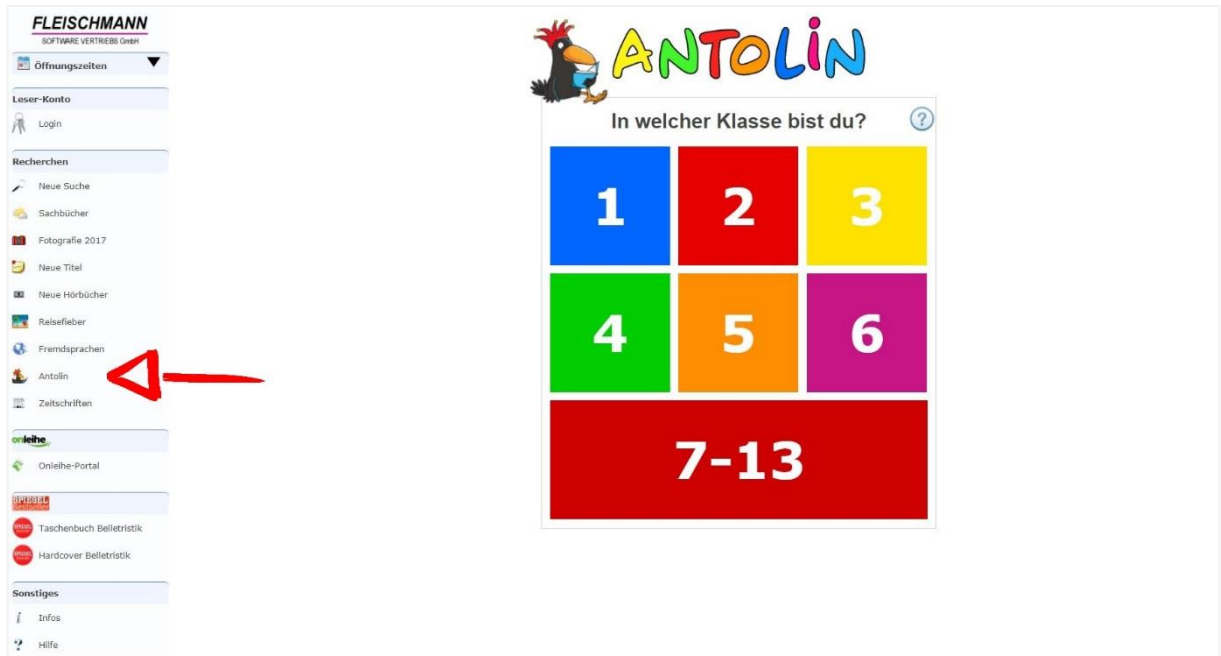 FLEISCHMANN
SOFTWARE VERTRIEBS GmbH
Öffnungszeiten
Leser-Konto
Login
Recherchen
Neue Suche
Sachbücher
Fotografie 2017
Neue Titel
Neue Hörbücher
Reisefieber
Fremdsprachen
Antolin
Zeitschriften
onleihe
Onleihe-Portal
SPIEGEL
Bestseller
Taschenbuch Belletristik
Hardcover Belletristik
Sonstiges
i Infos
? Hilfe
ANTOLIN
In welcher Klasse bist du? ?
1 2 3
4 5 6
7-13